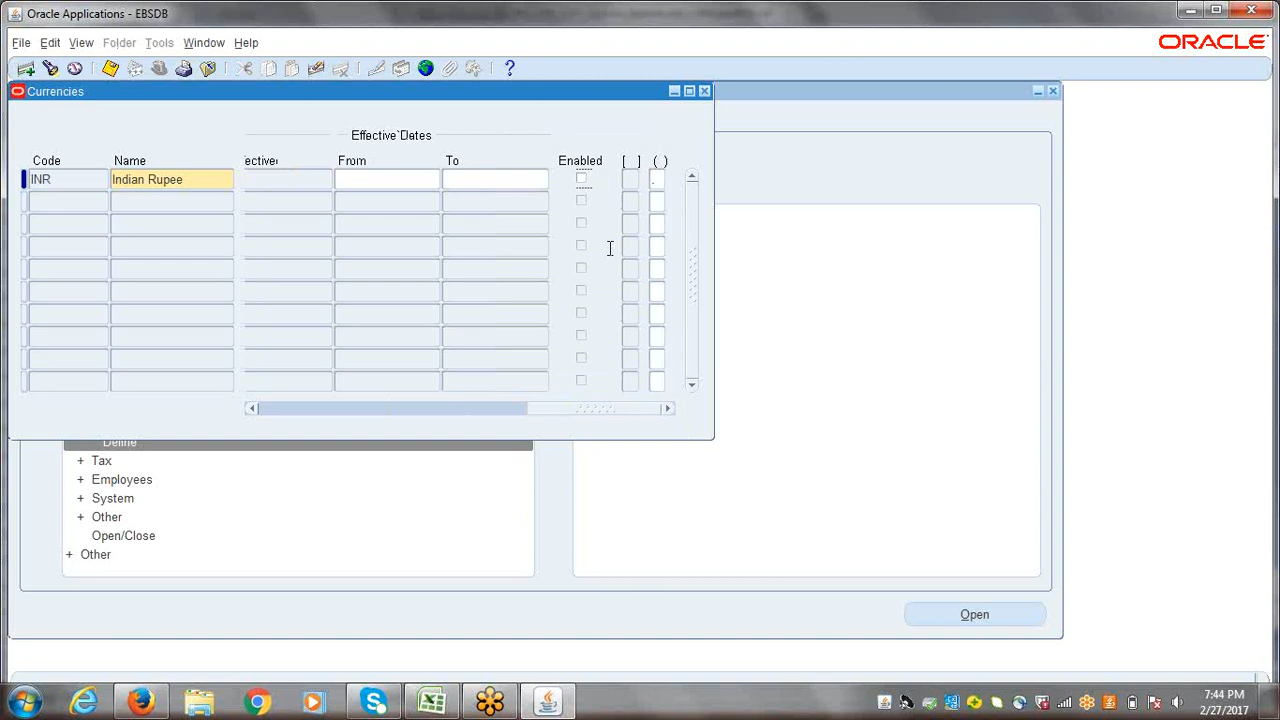 Oracle Applications - EBSDB
File Edit View Folder Tools Window Help
ORACLE
Currencies
Effective Dates
Code Name ective From To Enabled [ ] ( )
INR Indian Rupee .
Define
+ Tax
+ Employees
+ System
+ Other
Open/Close
+ Other
Open
7:44 PM
2/27/2017